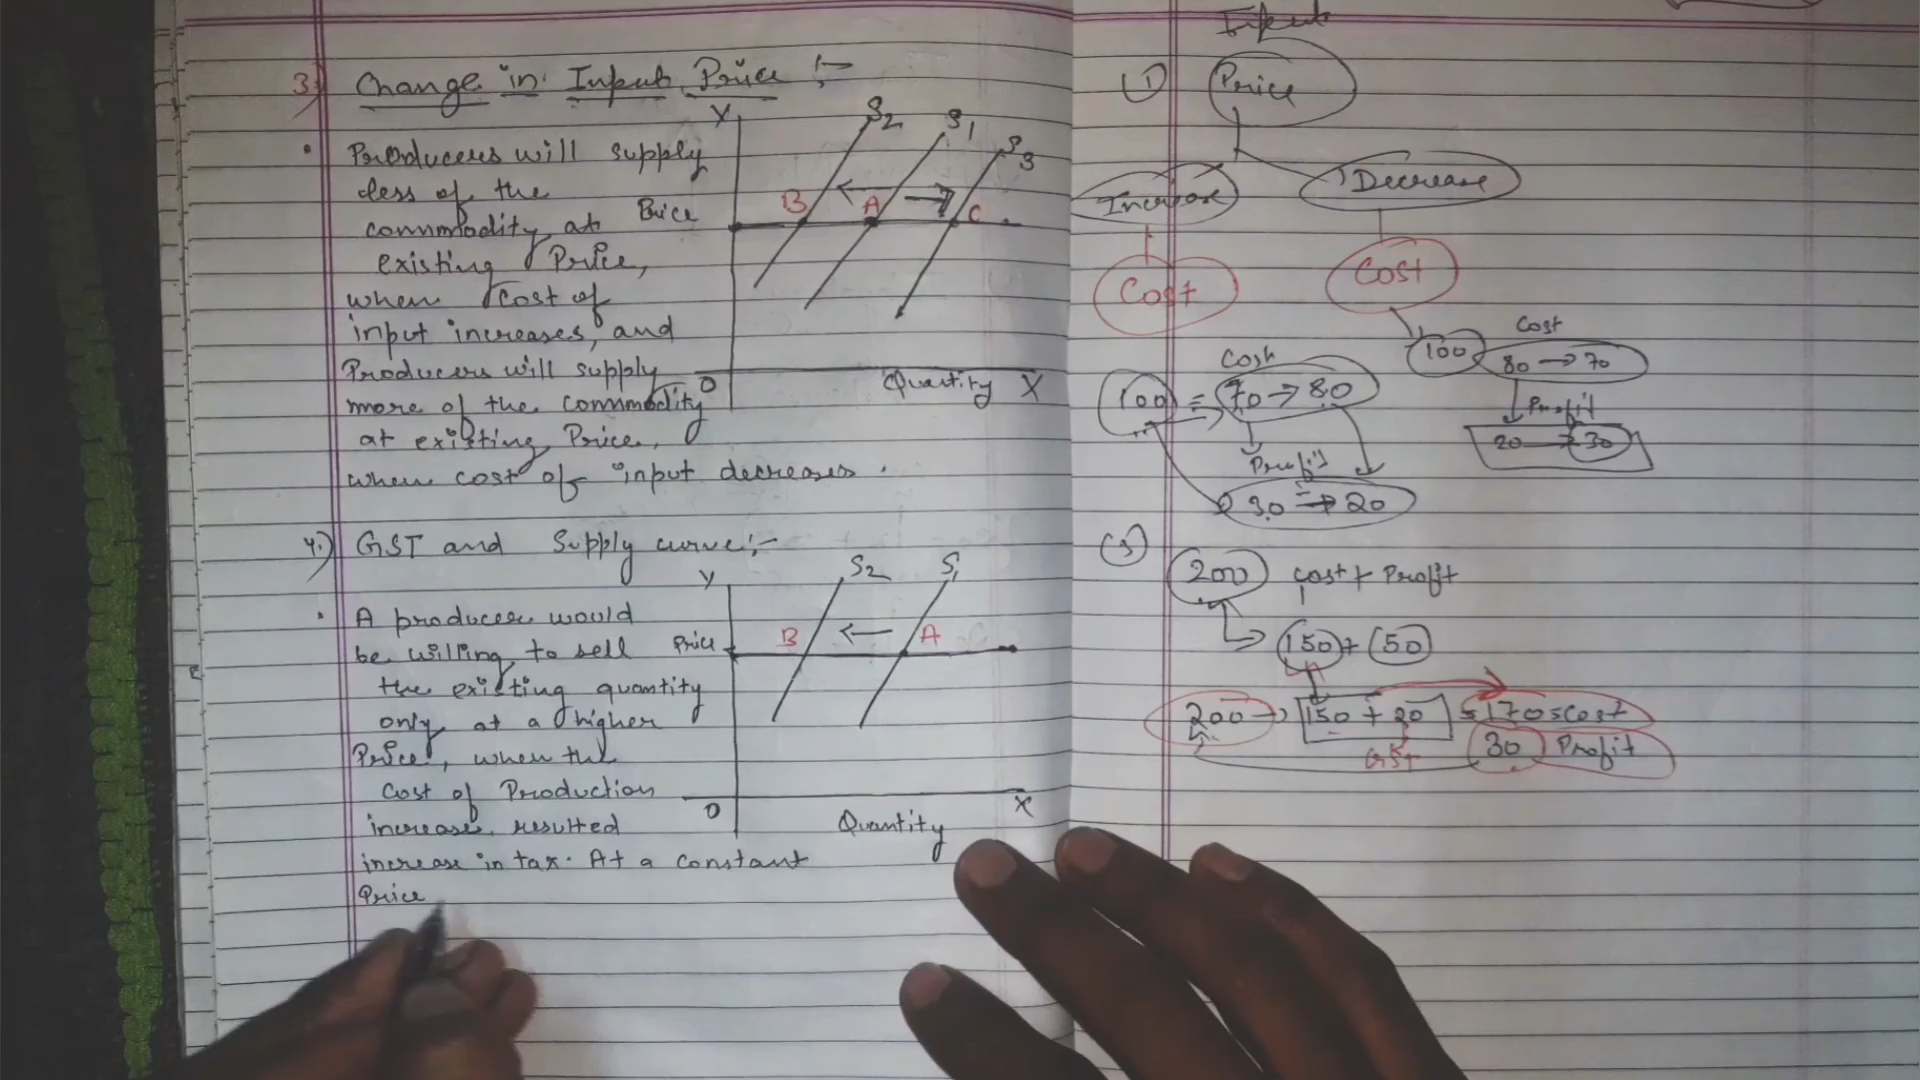 3) Change in Input Price :-
Producers will supply
less of the
commodity at
existing Price,
when cost of
input increases, and
Producers will supply
more of the commodity
at existing Price,
when cost of input decreases.
Y
S2
S1
S3
Price
B
A
C
O
Quantity X
4.) GST and Supply curve:-
A producer would
be willing to sell
the existing quantity
only at a higher
Price, when the
cost of Production
increase, resulted
increase in tax. At a constant
Price
Y
S2
S1
Price
B
A
O
Quantity
X
Input
(1) Price
Increase
Decrease
Cost
Cost
100
Cost
80 → 70
Profit
20 → 30
Cost
100 = 70 → 80
Profit
30 → 20
200 cost + Profit
150 + 50
200 → 150 + 20 = 170 cost
GST
30 Profit